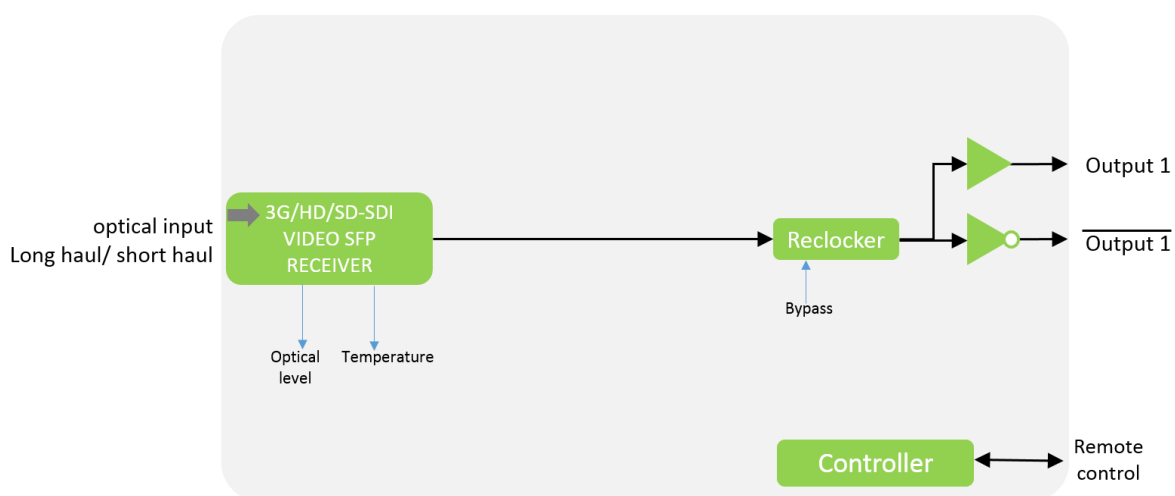 optical input
Long haul/ short haul
3G/HD/SD-SDI
VIDEO SFP
RECEIVER
Optical
level
Temperature
Reclocker
Bypass
Output 1
Output 1
Controller
Remote
control